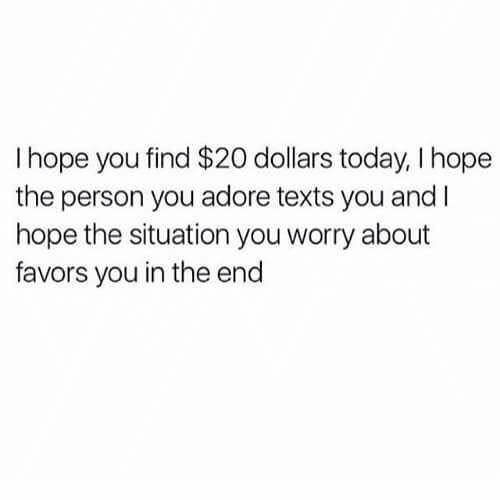 I hope you find $20 dollars today, I hope
the person you adore texts you and I
hope the situation you worry about
favors you in the end